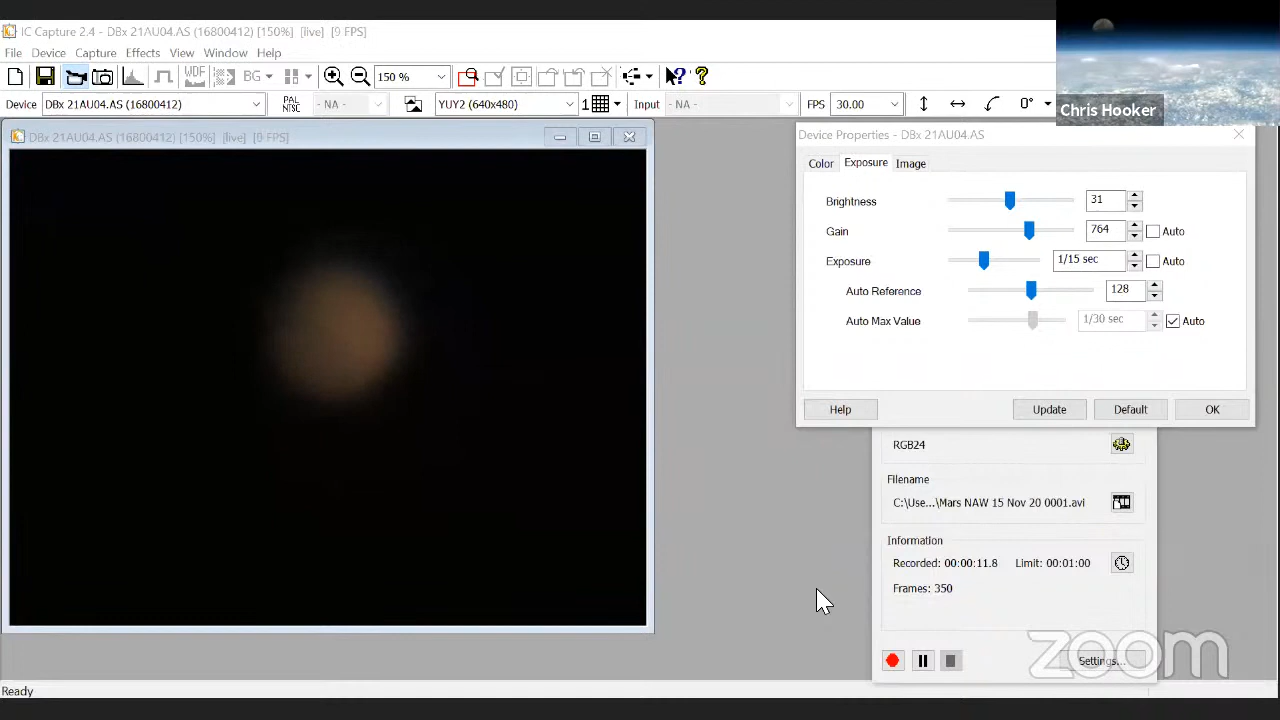 IC Capture 2.4 - DBx 21AU04.AS (16800412) [150%] [live] [9 FPS]
File Device Capture Effects View Window Help
WDF BG 150 %
Device DBx 21AU04.AS (16800412) PAL NTSC - NA - YUY2 (640x480) 1 Input - NA - FPS 30.00 0°
Chris Hooker
DBx 21AU04.AS (16800412) [150%] [live] [9 FPS]
Device Properties - DBx 21AU04.AS
Color Exposure Image
Brightness 31
Gain 764 Auto
Exposure 1/15 sec Auto
Auto Reference 128
Auto Max Value 1/30 sec Auto
Help Update Default OK
RGB24
Filename
C:\Use...\Mars NAW 15 Nov 20 0001.avi
Information
Recorded: 00:00:11.8 Limit: 00:01:00
Frames: 350
Settings...
zoom
Ready